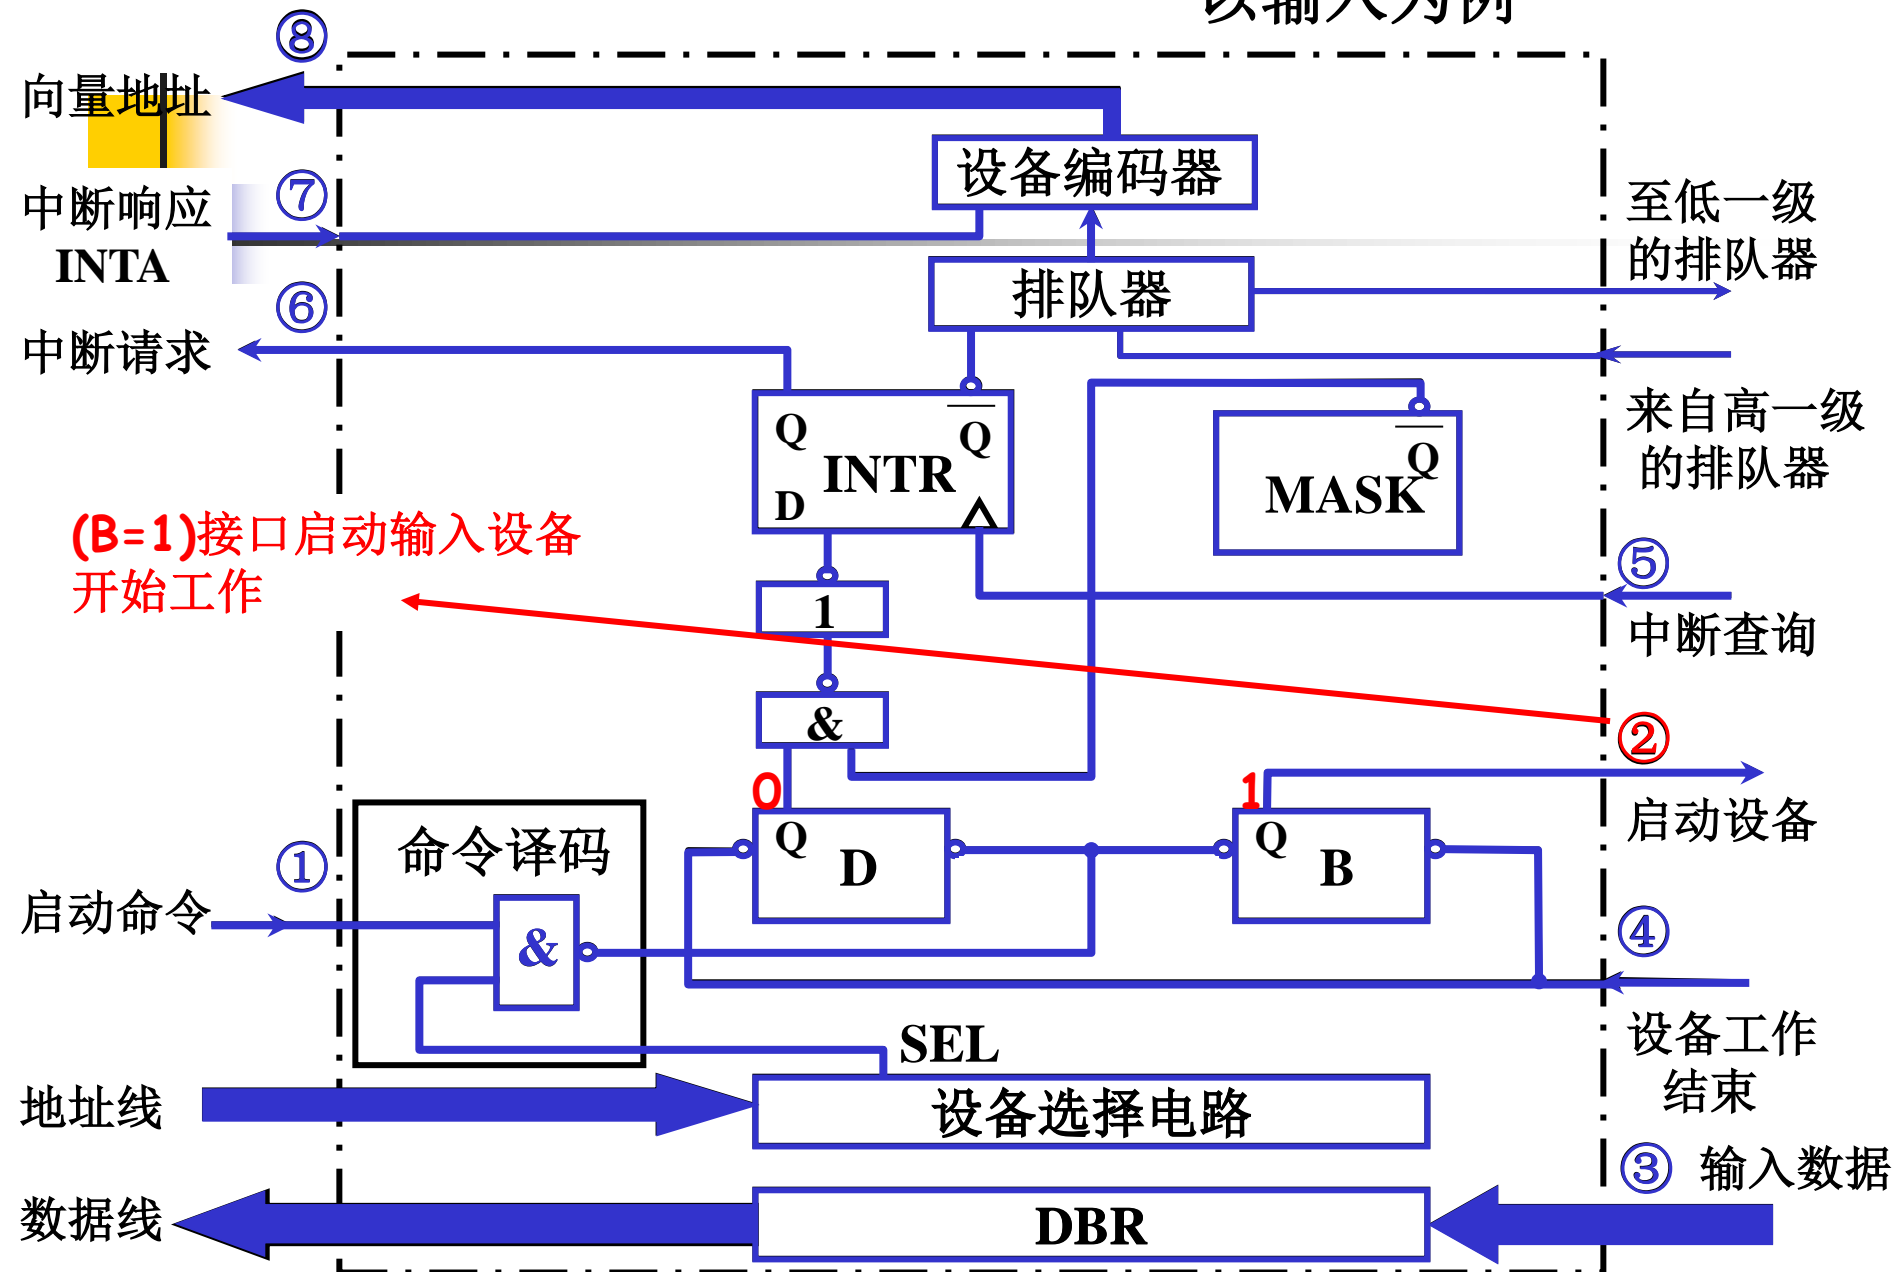 以输入为例
⑧
向量地址
设备编码器
中断响应
INTA
⑦
至低一级
的排队器
排队器
⑥
中断请求
来自高一级
的排队器
Q
Q
INTR
D
Q
MASK
(B=1)接口启动输入设备
开始工作
⑤
中断查询
1
&
②
启动设备
0
1
命令译码
Q
D
Q
B
①
启动命令
&
④
设备工作
结束
SEL
地址线
设备选择电路
③ 输入数据
数据线
DBR